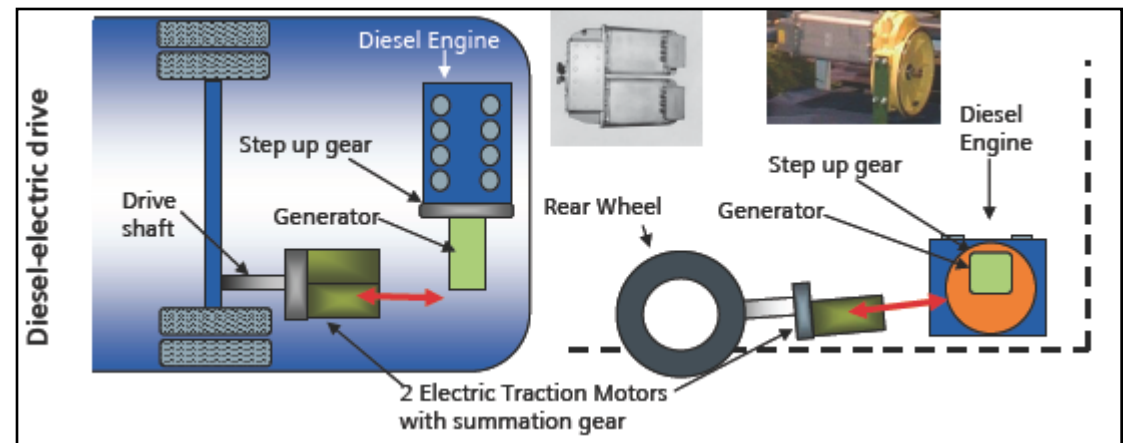 Diesel-electric drive
Diesel Engine
Step up gear
Drive
shaft
Generator
Rear Wheel
Diesel
Engine
Step up gear
Generator
2 Electric Traction Motors
with summation gear